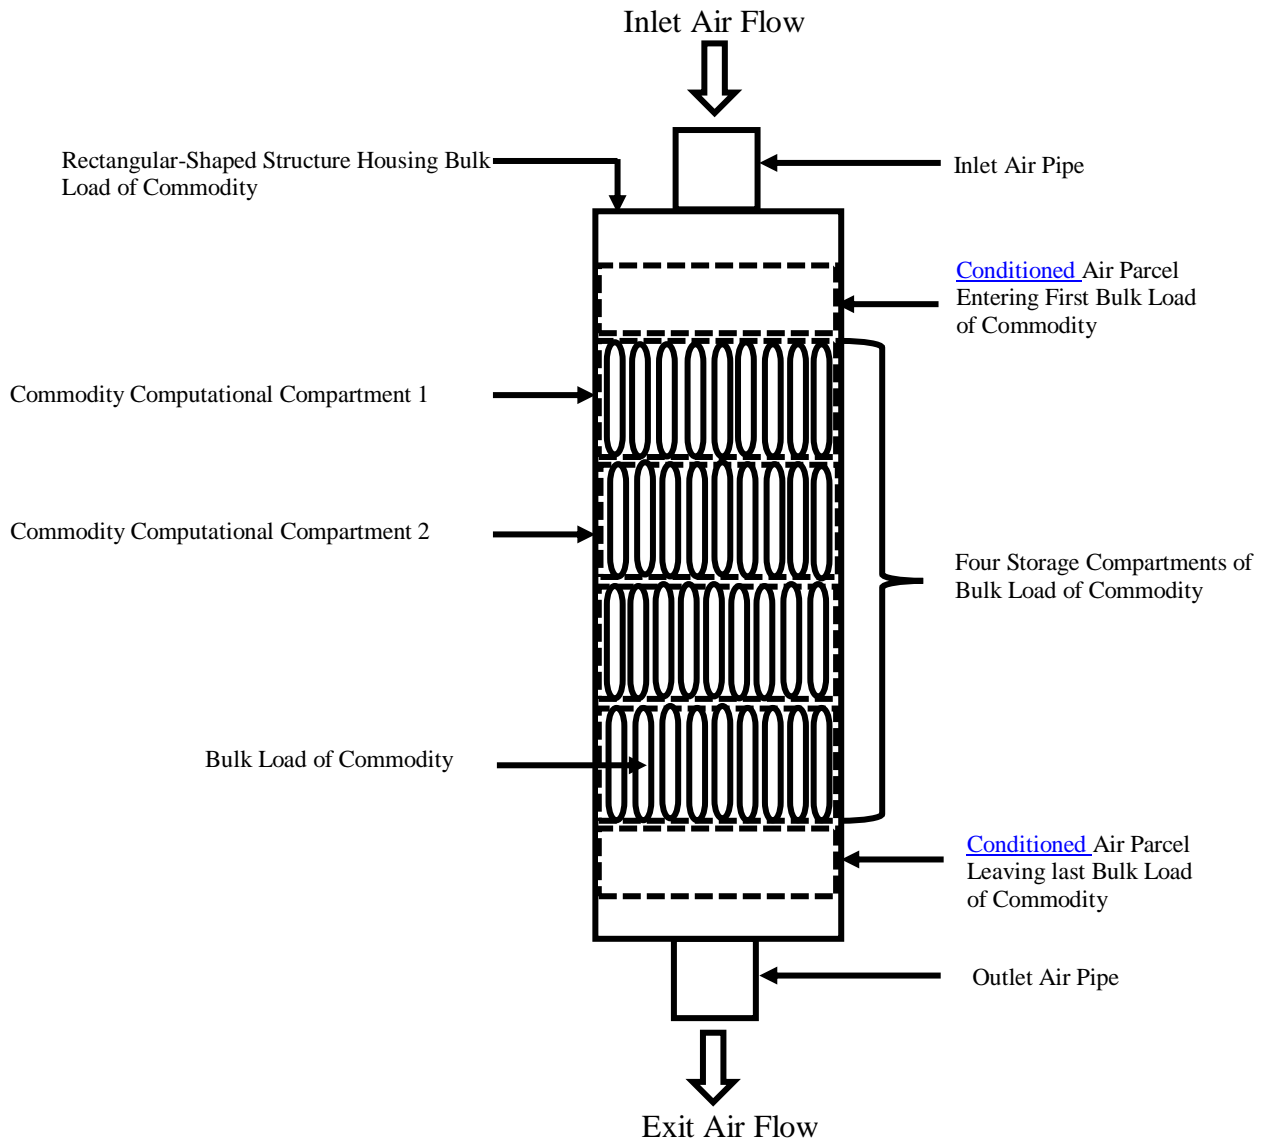 Inlet Air Flow
Rectangular-Shaped Structure Housing Bulk
Load of Commodity
Inlet Air Pipe
Conditioned Air Parcel
Entering First Bulk Load
of Commodity
Commodity Computational Compartment 1
Commodity Computational Compartment 2
Four Storage Compartments of
Bulk Load of Commodity
Bulk Load of Commodity
Conditioned Air Parcel
Leaving last Bulk Load
of Commodity
Outlet Air Pipe
Exit Air Flow